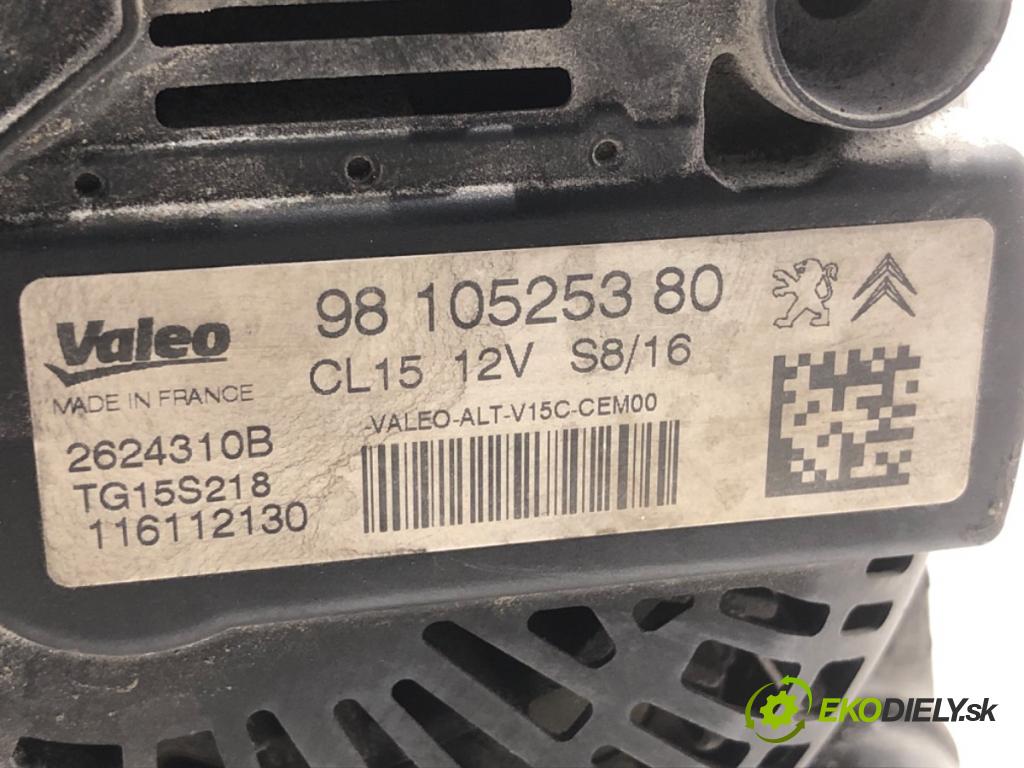 Valeo
MADE IN FRANCE
98 105253 80
CL15 12V S8/16
-VALEO-ALT-V15C-CEM00
2624310B
TG15S218
116112130
EKODIELY.sk